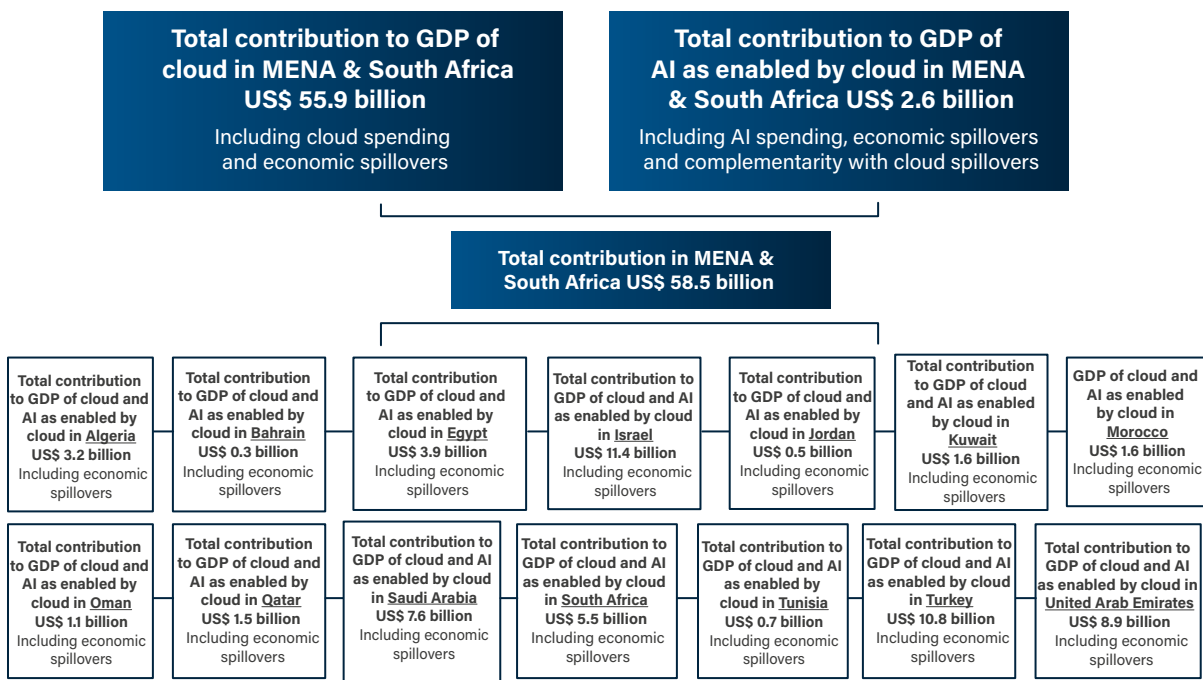 Total contribution to GDP of
cloud in MENA & South Africa
US$ 55.9 billion
Including cloud spending
and economic spillovers
Total contribution to GDP of
AI as enabled by cloud in MENA
& South Africa US$ 2.6 billion
Including AI spending, economic spillovers
and complementarity with cloud spillovers
Total contribution in MENA &
South Africa US$ 58.5 billion
Total contribution
to GDP of cloud and
AI as enabled by
cloud in Algeria
US$ 3.2 billion
Including economic
spillovers
Total contribution
to GDP of cloud and
AI as enabled by
cloud in Bahrain
US$ 0.3 billion
Including economic
spillovers
Total contribution
to GDP of cloud and
AI as enabled by
cloud in Egypt
US$ 3.9 billion
Including economic
spillovers
Total contribution to
GDP of cloud and AI
as enabled by cloud
in Israel
US$ 11.4 billion
Including economic
spillovers
Total contribution
to GDP of cloud and
AI as enabled by
cloud in Jordan
US$ 0.5 billion
Including economic
spillovers
Total contribution
to GDP of cloud
and AI as enabled
by cloud in
Kuwait
US$ 1.6 billion
Including economic
spillovers
GDP of cloud and
AI as enabled
by cloud in
Morocco
US$ 1.6 billion
Including economic
spillovers
Total contribution
to GDP of cloud and
AI as enabled by
cloud in Oman
US$ 1.1 billion
Including economic
spillovers
Total contribution
to GDP of cloud and
AI as enabled by
cloud in Qatar
US$ 1.5 billion
Including economic
spillovers
Total contribution to
GDP of cloud and AI
as enabled by cloud
in Saudi Arabia
US$ 7.6 billion
Including economic
spillovers
Total contribution to
GDP of cloud and AI
as enabled by cloud
in South Africa
US$ 5.5 billion
Including economic
spillovers
Total contribution
to GDP of cloud and
AI as enabled by
cloud in Tunisia
US$ 0.7 billion
Including economic
spillovers
Total contribution to
GDP of cloud and AI
as enabled by cloud
in Turkey
US$ 10.8 billion
Including economic
spillovers
Total contribution to
GDP of cloud and AI
as enabled by cloud in
United Arab Emirates
US$ 8.9 billion
Including economic
spillovers